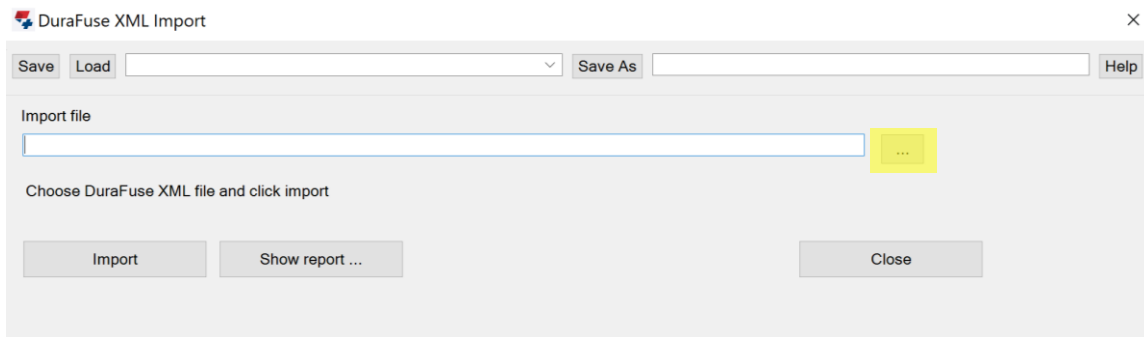 DuraFuse XML Import
Save Load Save As Help
Import file
...
Choose DuraFuse XML file and click import
Import Show report ... Close